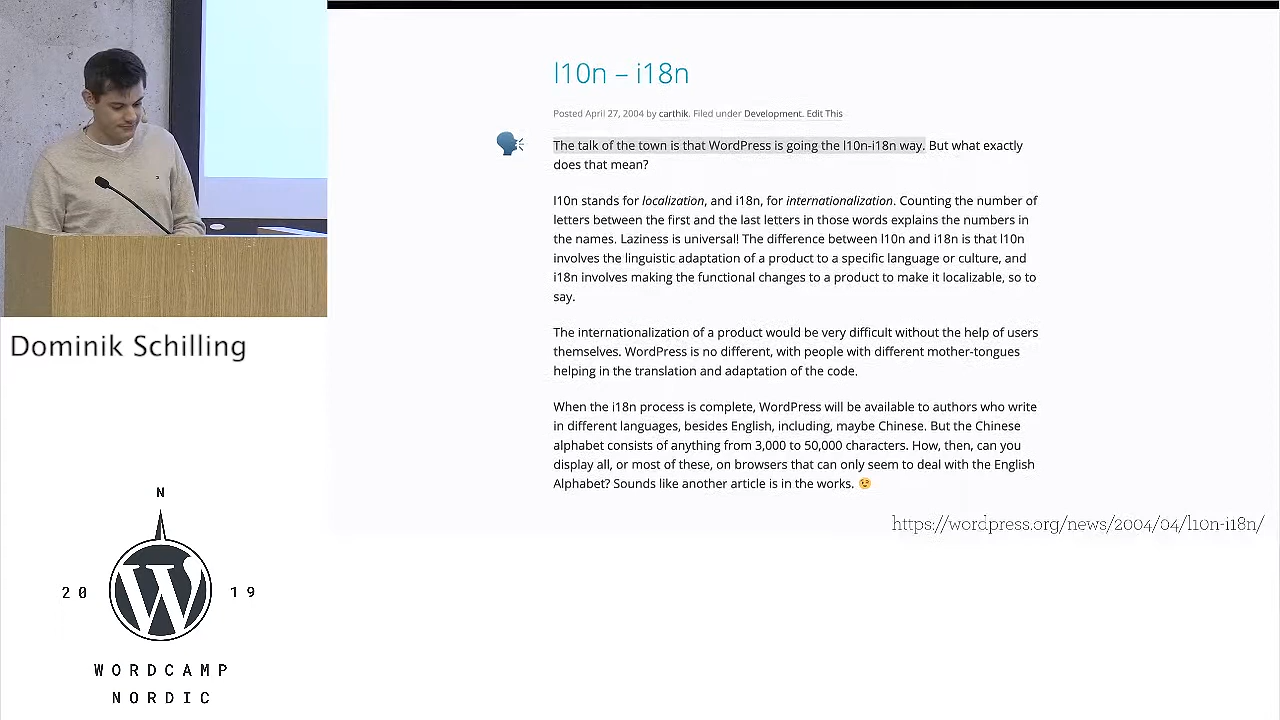 l10n – i18n
Posted April 27, 2004 by carthik. Filed under Development. Edit This
The talk of the town is that WordPress is going the l10n-i18n way. But what exactly
does that mean?
l10n stands for localization, and i18n, for internationalization. Counting the number of
letters between the first and the last letters in those words explains the numbers in
the names. Laziness is universal! The difference between l10n and i18n is that l10n
involves the linguistic adaptation of a product to a specific language or culture, and
i18n involves making the functional changes to a product to make it localizable, so to
say.
The internationalization of a product would be very difficult without the help of users
themselves. WordPress is no different, with people with different mother-tongues
helping in the translation and adaptation of the code.
When the i18n process is complete, WordPress will be available to authors who write
in different languages, besides English, including, maybe Chinese. But the Chinese
alphabet consists of anything from 3,000 to 50,000 characters. How, then, can you
display all, or most of these, on browsers that can only seem to deal with the English
Alphabet? Sounds like another article is in the works. 😉
https://wordpress.org/news/2004/04/l10n-i18n/
Dominik Schilling
N
20 W 19
WORDCAMP
NORDIC